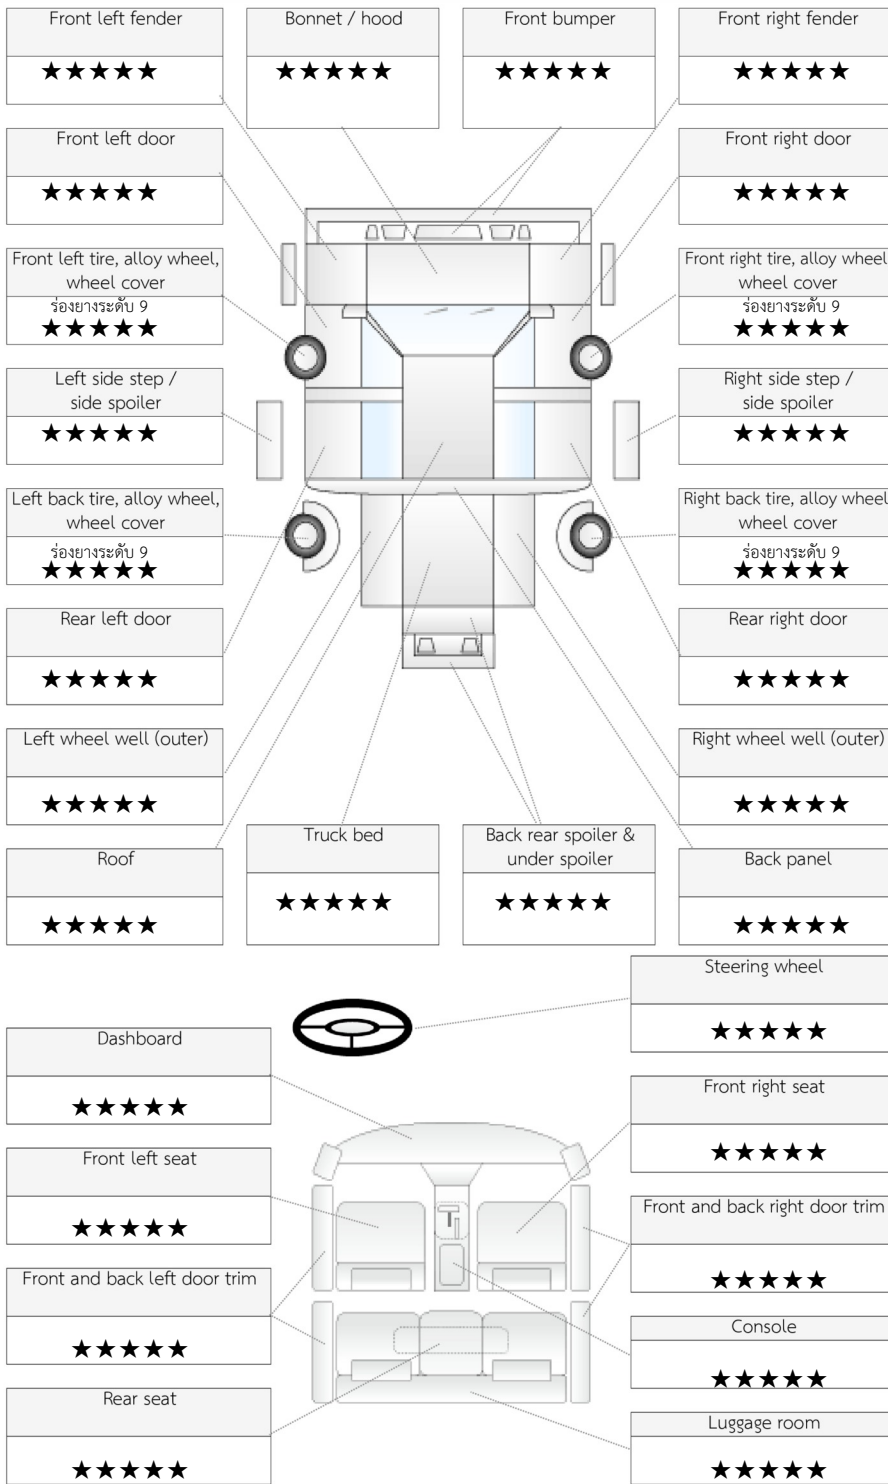 Front left fender
★★★★★
Bonnet / hood
★★★★★
Front bumper
★★★★★
Front right fender
★★★★★
Front left door
★★★★★
Front right door
★★★★★
Front left tire, alloy wheel,
wheel cover
ร่องยางระดับ 9
★★★★★
Front right tire, alloy wheel
wheel cover
ร่องยางระดับ 9
★★★★★
Left side step /
side spoiler
★★★★★
Right side step /
side spoiler
★★★★★
Left back tire, alloy wheel,
wheel cover
ร่องยางระดับ 9
★★★★★
Right back tire, alloy wheel
wheel cover
ร่องยางระดับ 9
★★★★★
Rear left door
★★★★★
Rear right door
★★★★★
Left wheel well (outer)
★★★★★
Right wheel well (outer)
★★★★★
Roof
★★★★★
Truck bed
★★★★★
Back rear spoiler &
under spoiler
★★★★★
Back panel
★★★★★
Steering wheel
★★★★★
Dashboard
★★★★★
Front right seat
★★★★★
Front left seat
★★★★★
Front and back right door trim
★★★★★
Front and back left door trim
★★★★★
Console
★★★★★
Rear seat
★★★★★
Luggage room
★★★★★